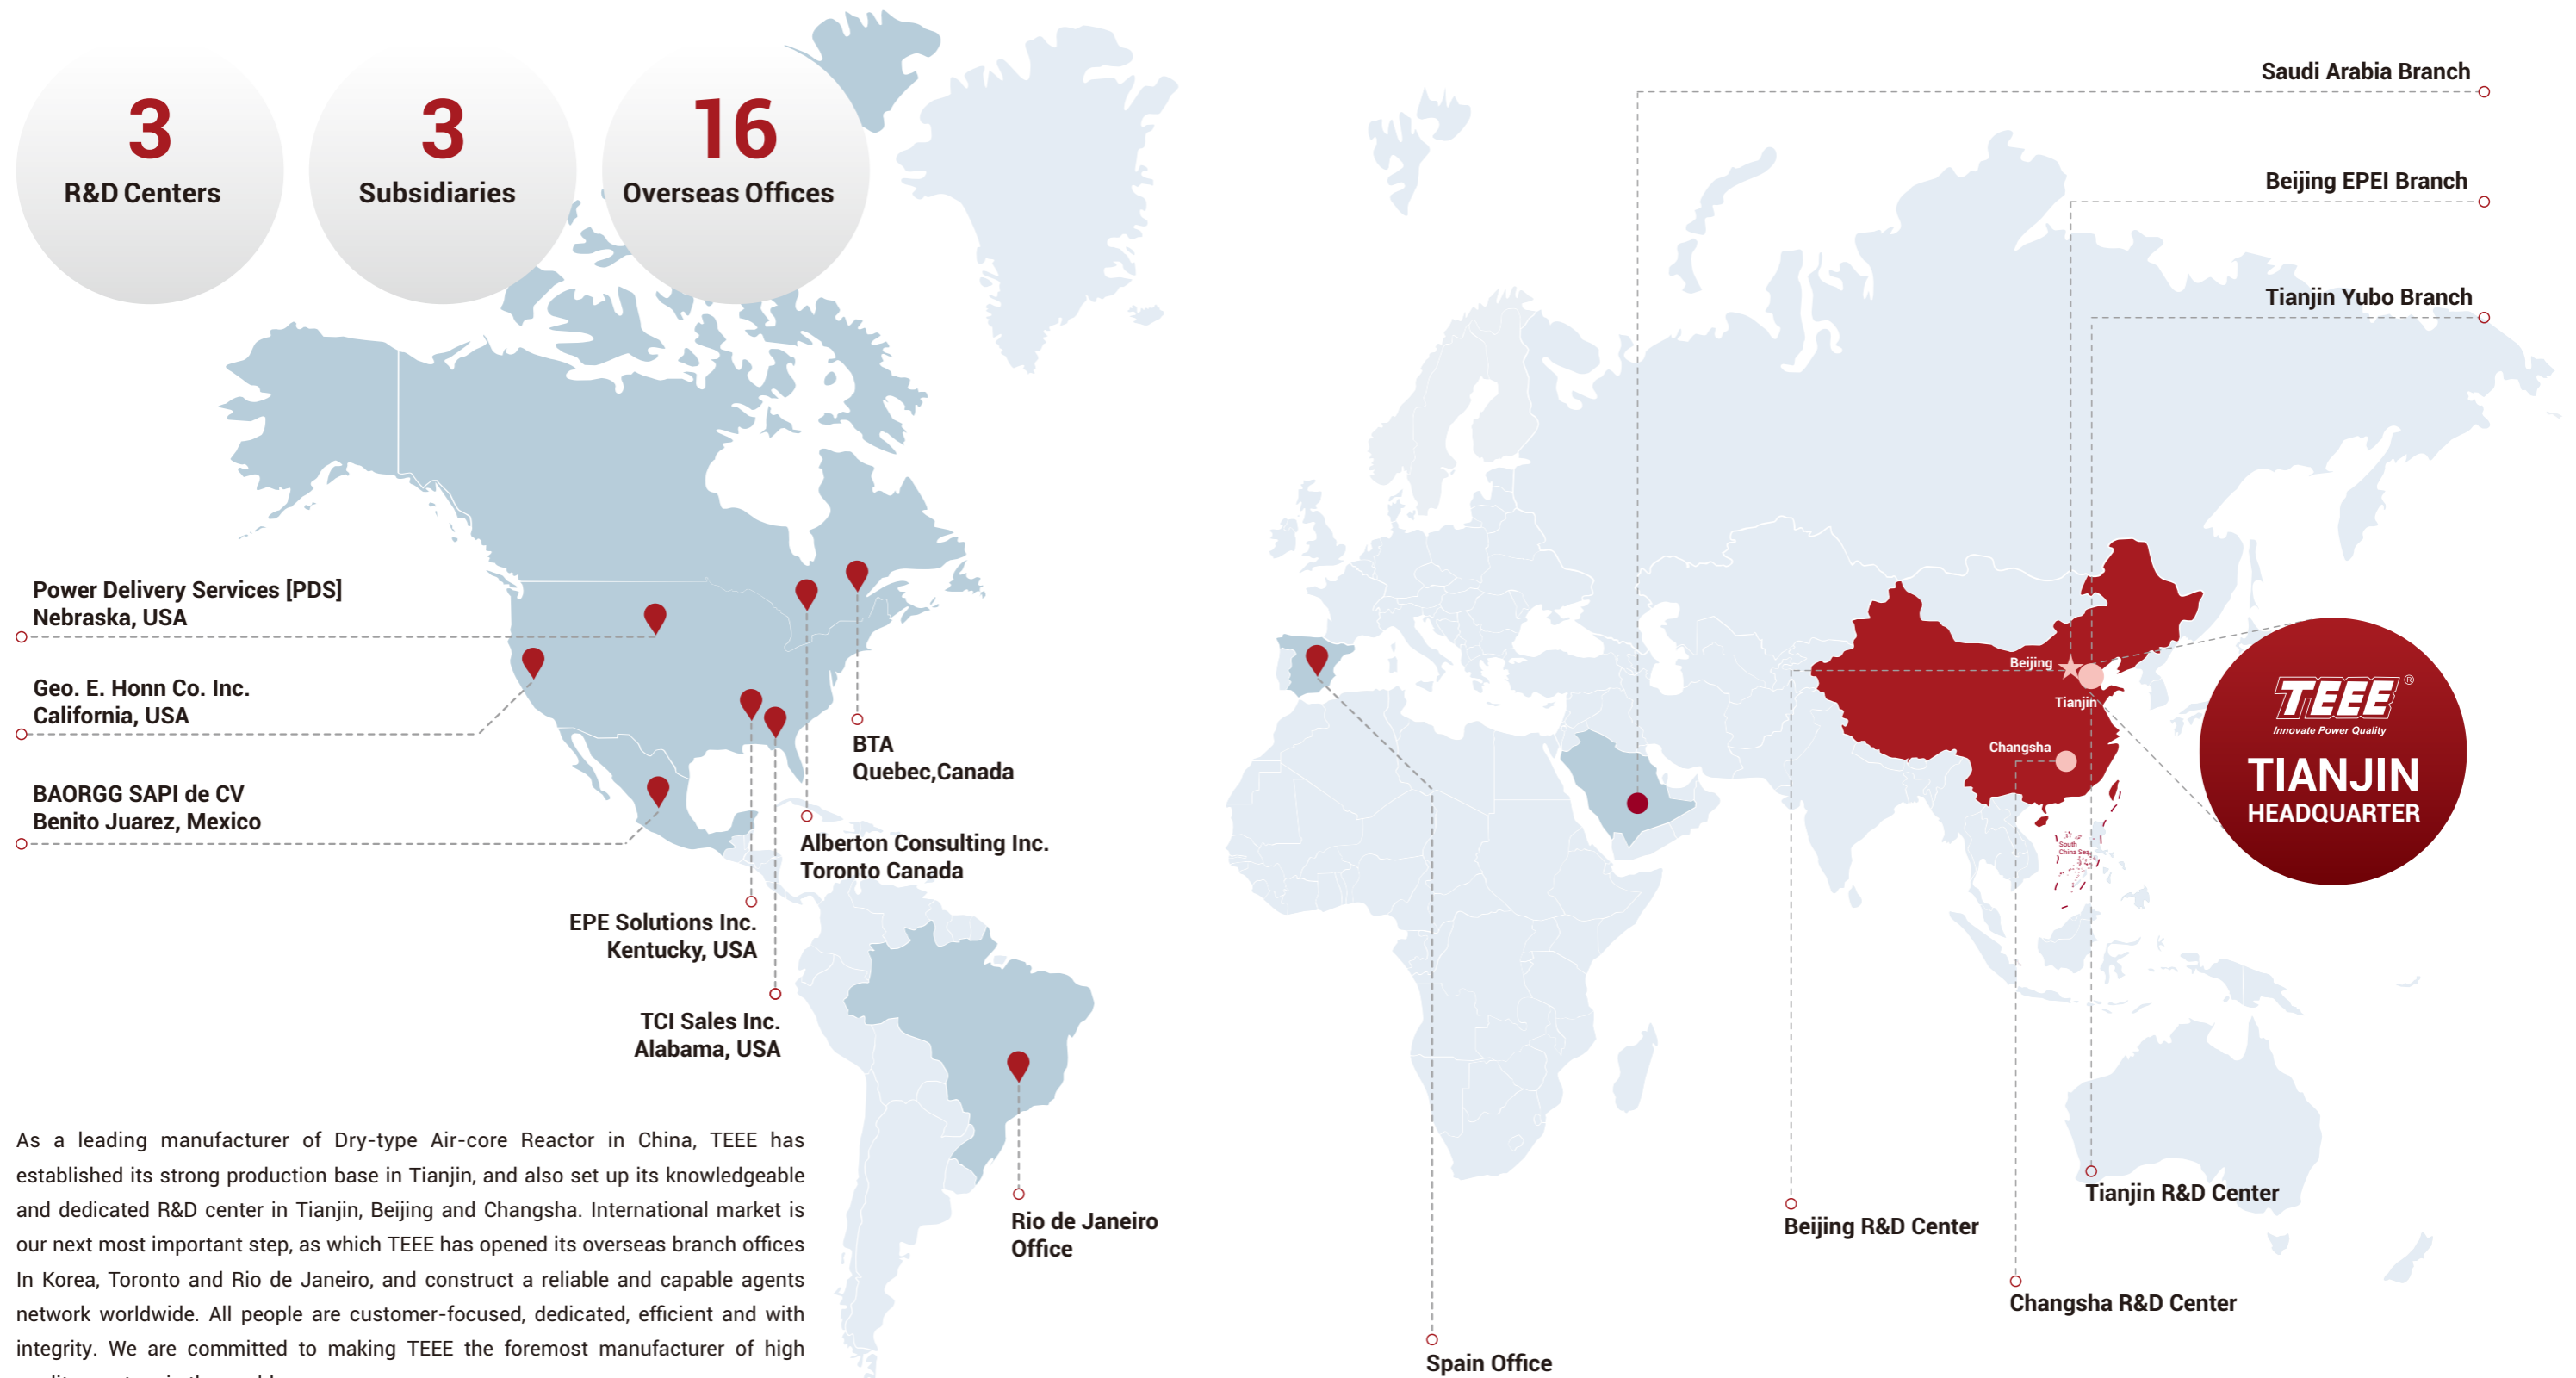 3
R&D Centers
3
Subsidiaries
16
Overseas Offices
Saudi Arabia Branch
Beijing EPEI Branch
Tianjin Yubo Branch
Power Delivery Services [PDS]
Nebraska, USA
Geo. E. Honn Co. Inc.
California, USA
BAORGG SAPI de CV
Benito Juarez, Mexico
BTA
Quebec,Canada
Alberton Consulting Inc.
Toronto Canada
EPE Solutions Inc.
Kentucky, USA
TCI Sales Inc.
Alabama, USA
Rio de Janeiro
Office
Beijing
Tianjin
Changsha
South
China Sea
TEEE®
Innovate Power Quality
TIANJIN
HEADQUARTER
Tianjin R&D Center
Beijing R&D Center
Changsha R&D Center
Spain Office
As a leading manufacturer of Dry-type Air-core Reactor in China, TEEE has
established its strong production base in Tianjin, and also set up its knowledgeable
and dedicated R&D center in Tianjin, Beijing and Changsha. International market is
our next most important step, as which TEEE has opened its overseas branch offices
In Korea, Toronto and Rio de Janeiro, and construct a reliable and capable agents
network worldwide. All people are customer-focused, dedicated, efficient and with
integrity. We are committed to making TEEE the foremost manufacturer of high